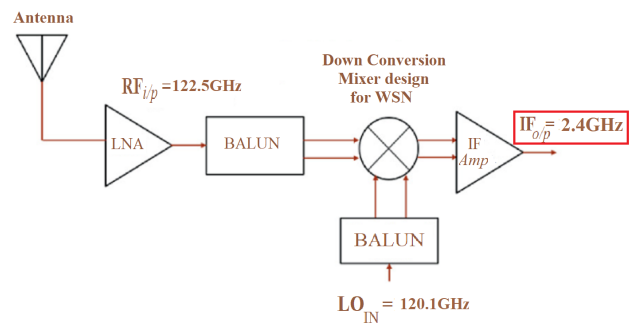 Antenna
RFi/p =122.5GHz
Down Conversion
Mixer design
for WSN
LNA
BALUN
IF
Amp
IFo/p= 2.4GHz
BALUN
LOIN = 120.1GHz